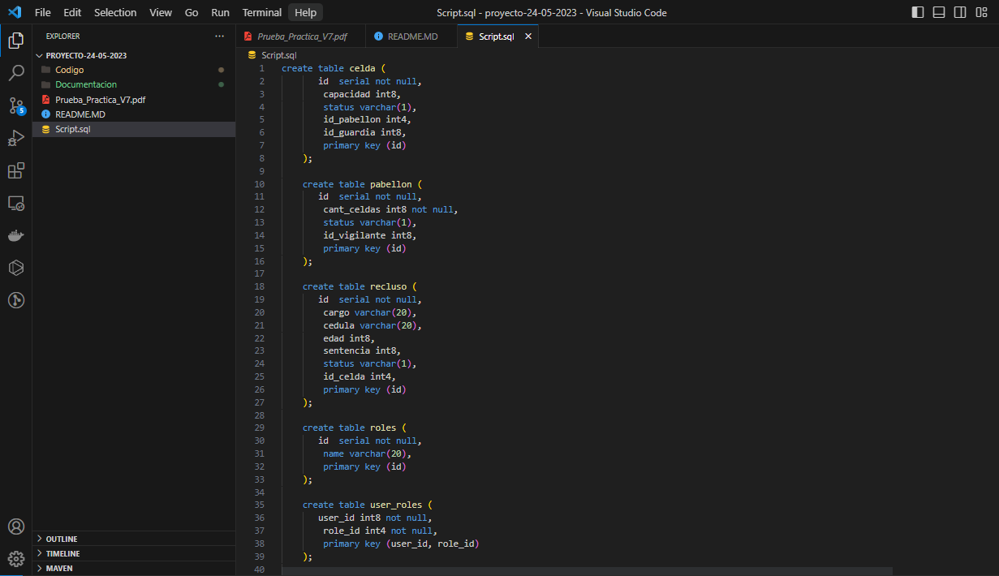 File Edit Selection View Go Run Terminal Help
Script.sql - proyecto-24-05-2023 - Visual Studio Code
EXPLORER
PROYECTO-24-05-2023
Codigo
Documentacion
Prueba_Practica_V7.pdf
README.MD
Script.sql
5
OUTLINE
TIMELINE
MAVEN
Prueba_Practica_V7.pdf README.MD Script.sql
Script.sql
1 create table celda (
2 id serial not null,
3 capacidad int8,
4 status varchar(1),
5 id_pabellon int4,
6 id_guardia int8,
7 primary key (id)
8 );
9
10 create table pabellon (
11 id serial not null,
12 cant_celdas int8 not null,
13 status varchar(1),
14 id_vigilante int8,
15 primary key (id)
16 );
17
18 create table recluso (
19 id serial not null,
20 cargo varchar(20),
21 cedula varchar(20),
22 edad int8,
23 sentencia int8,
24 status varchar(1),
25 id_celda int4,
26 primary key (id)
27 );
28
29 create table roles (
30 id serial not null,
31 name varchar(20),
32 primary key (id)
33 );
34
35 create table user_roles (
36 user_id int8 not null,
37 role_id int4 not null,
38 primary key (user_id, role_id)
39 );
40